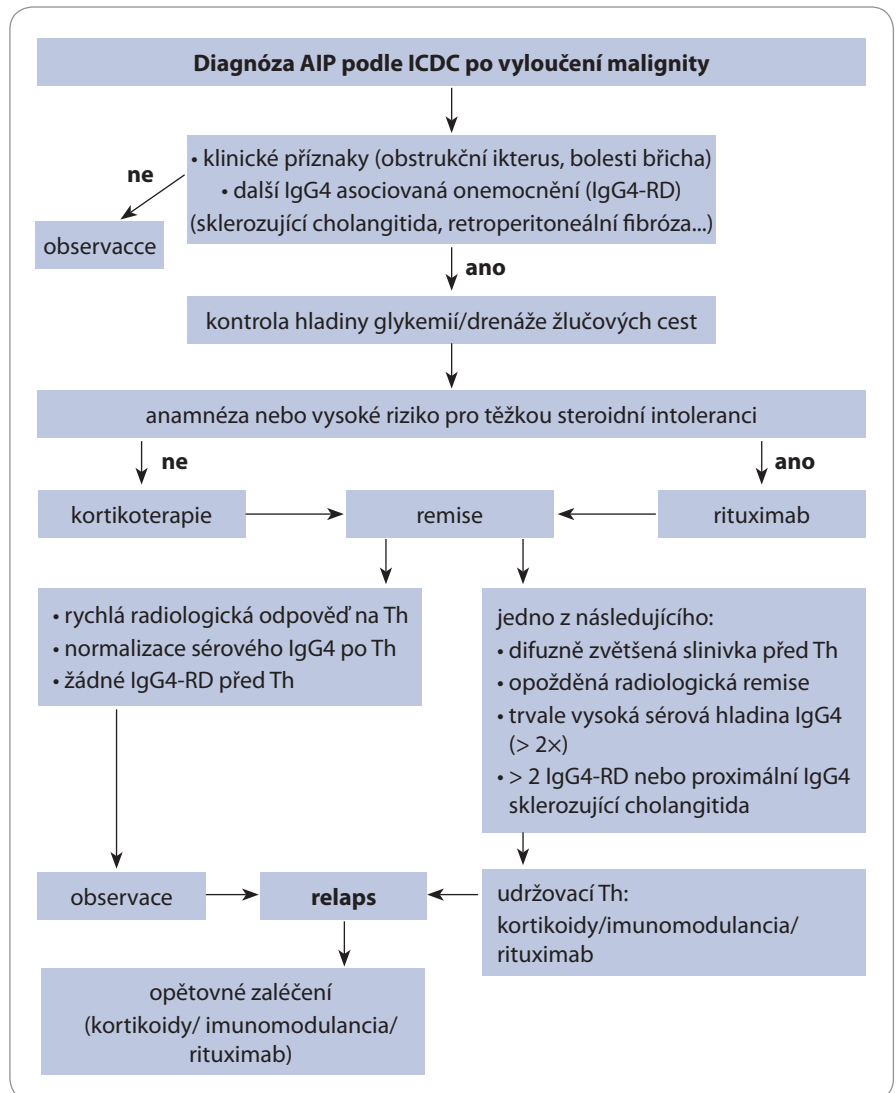 Diagnóza AIP podle ICDC po vyloučení malignity
• klinické příznaky (obstrukční ikterus, bolesti břicha)
• další IgG4 asociovaná onemocnění (IgG4-RD)
(sklerozující cholangitida, retroperitoneální fibróza...)
ne
observacce
ano
kontrola hladiny glykemií/drenáže žlučových cest
anamnéza nebo vysoké riziko pro těžkou steroidní intoleranci
ne
ano
kortikoterapie
remise
rituximab
• rychlá radiologická odpověď na Th
• normalizace sérového IgG4 po Th
• žádné IgG4-RD před Th
jedno z následujícího:
• difuzně zvětšená slinivka před Th
• opožděná radiologická remise
• trvale vysoká sérová hladina IgG4
(> 2×)
• > 2 IgG4-RD nebo proximální IgG4
sklerozující cholangitida
observace
relaps
udržovací Th:
kortikoidy/imunomodulancia/
rituximab
opětovné zaléčení
(kortikoidy/ imunomodulancia/
rituximab)